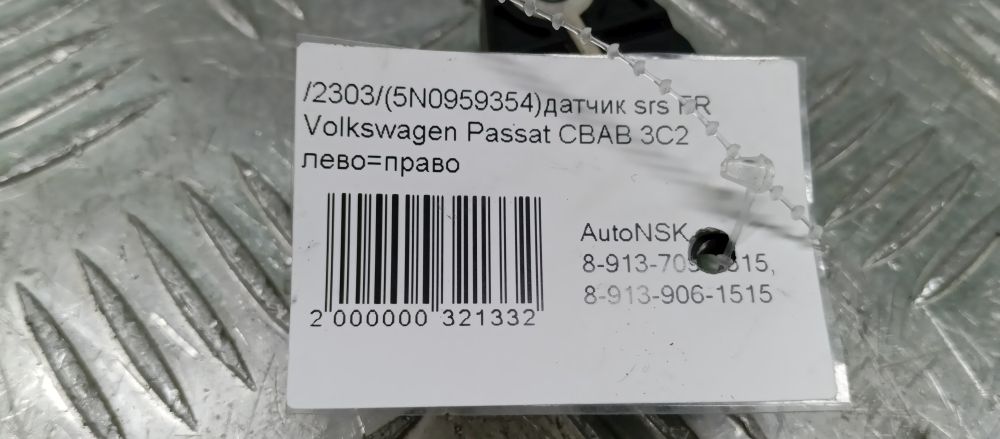 /2303/(5N0959354)датчик srs FR
Volkswagen Passat CBAB 3C2
лево=право
AutoNSK
8-913-906-1515
2 000000 321332